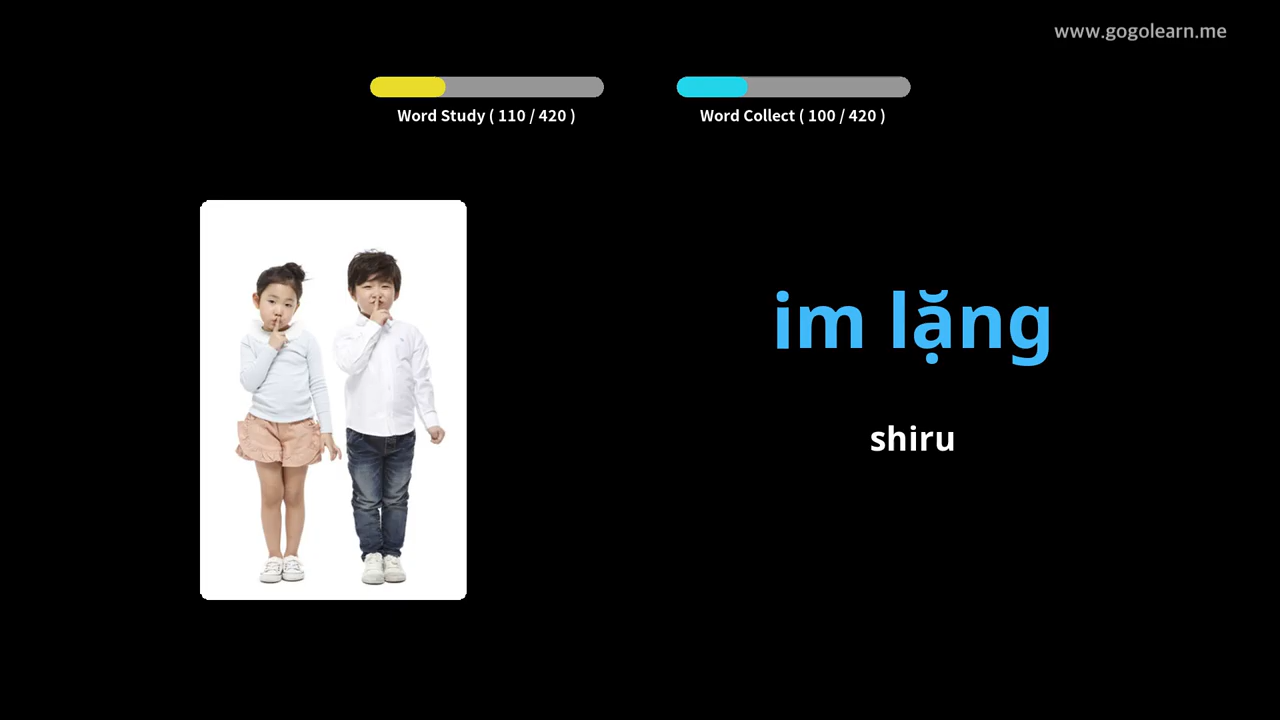 www.gogolearn.me
Word Study ( 110 / 420 )
Word Collect ( 100 / 420 )
im lặng
shiru